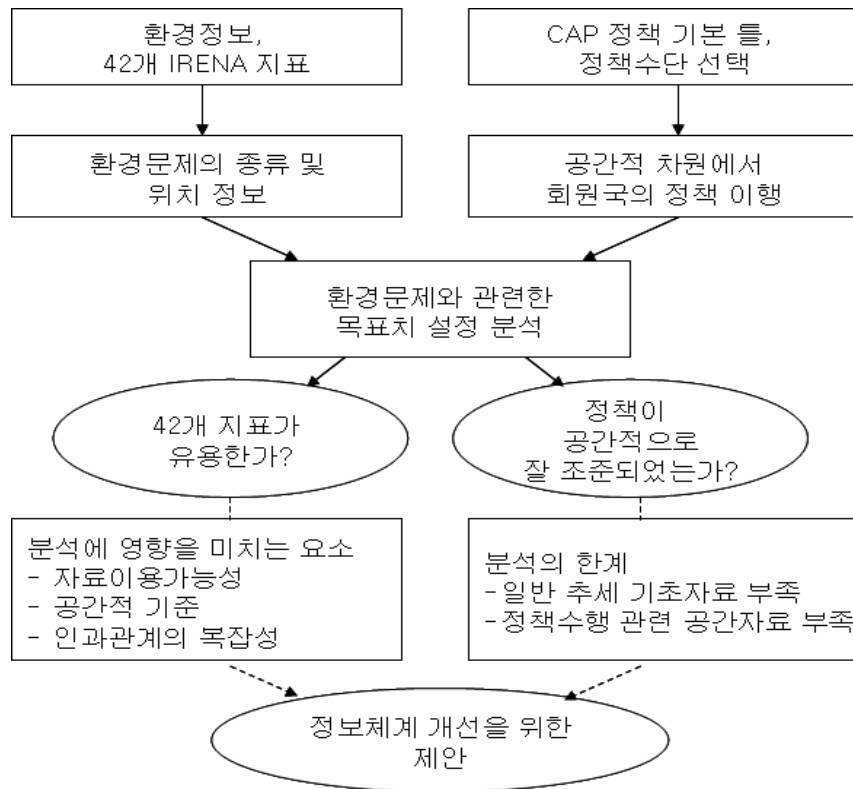 환경정보,
42개 IRENA 지표
CAP 정책 기본 틀,
정책수단 선택
환경문제의 종류 및
위치 정보
공간적 차원에서
회원국의 정책 이행
환경문제와 관련한
목표치 설정 분석
42개 지표가
유용한가?
정책이
공간적으로
잘 조준되었는가?
분석에 영향을 미치는 요소
- 자료이용가능성
- 공간적 기준
- 인과관계의 복잡성
분석의 한계
-일반 추세 기초자료 부족
-정책수행 관련 공간자료 부족
정보체계 개선을 위한
제안